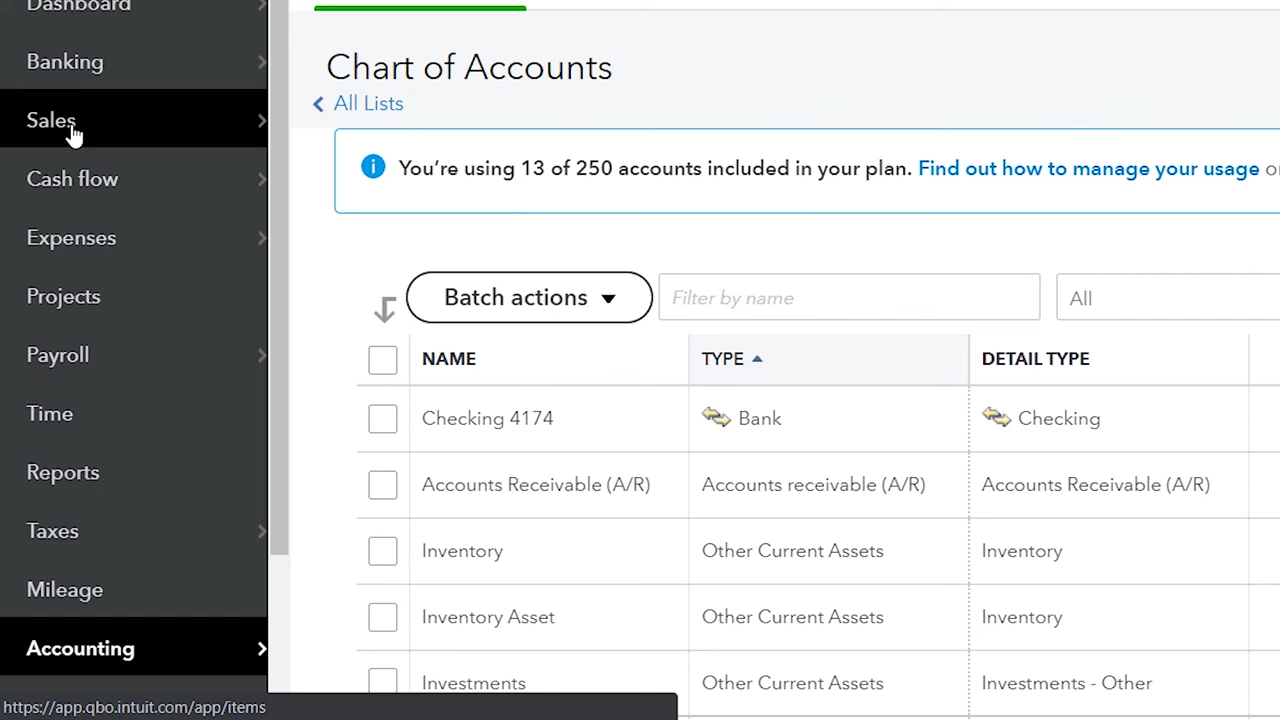 Dashboard
Banking
Sales
Cash flow
Expenses
Projects
Payroll
Time
Reports
Taxes
Mileage
Accounting
https://app.qbo.intuit.com/app/items
Chart of Accounts
All Lists
You're using 13 of 250 accounts included in your plan. Find out how to manage your usage or
Batch actions
Filter by name
All
NAME TYPE DETAIL TYPE
Checking 4174 Bank Checking
Accounts Receivable (A/R) Accounts receivable (A/R) Accounts Receivable (A/R)
Inventory Other Current Assets Inventory
Inventory Asset Other Current Assets Inventory
Investments Other Current Assets Investments - Other